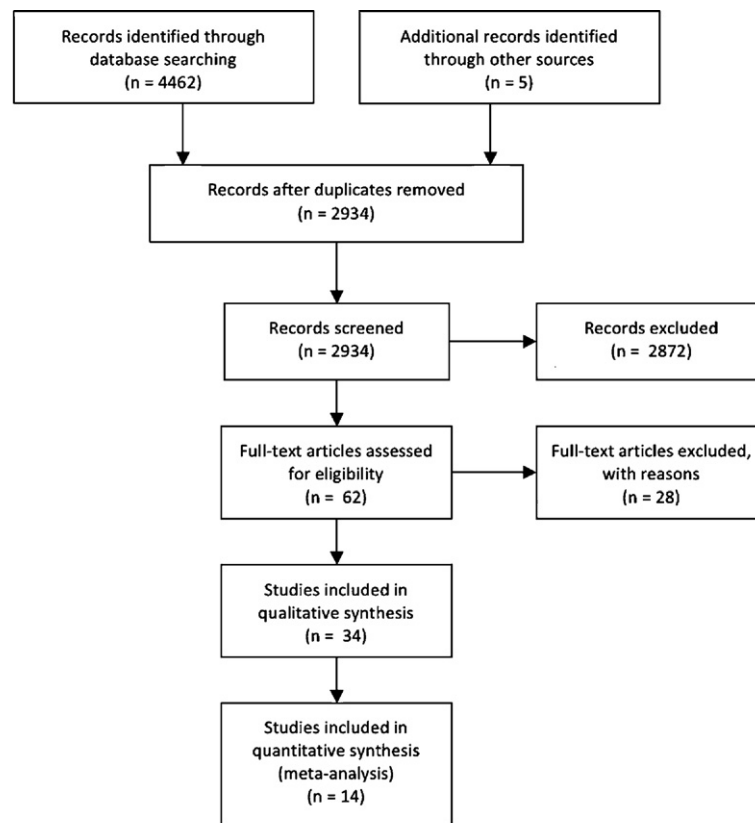 Records identified through
database searching
(n = 4462)
Additional records identified
through other sources
(n = 5)
Records after duplicates removed
(n = 2934)
Records screened
(n = 2934)
Records excluded
(n = 2872)
Full-text articles assessed
for eligibility
(n = 62)
Full-text articles excluded,
with reasons
(n = 28)
Studies included in
qualitative synthesis
(n = 34)
Studies included in
quantitative synthesis
(meta-analysis)
(n = 14)